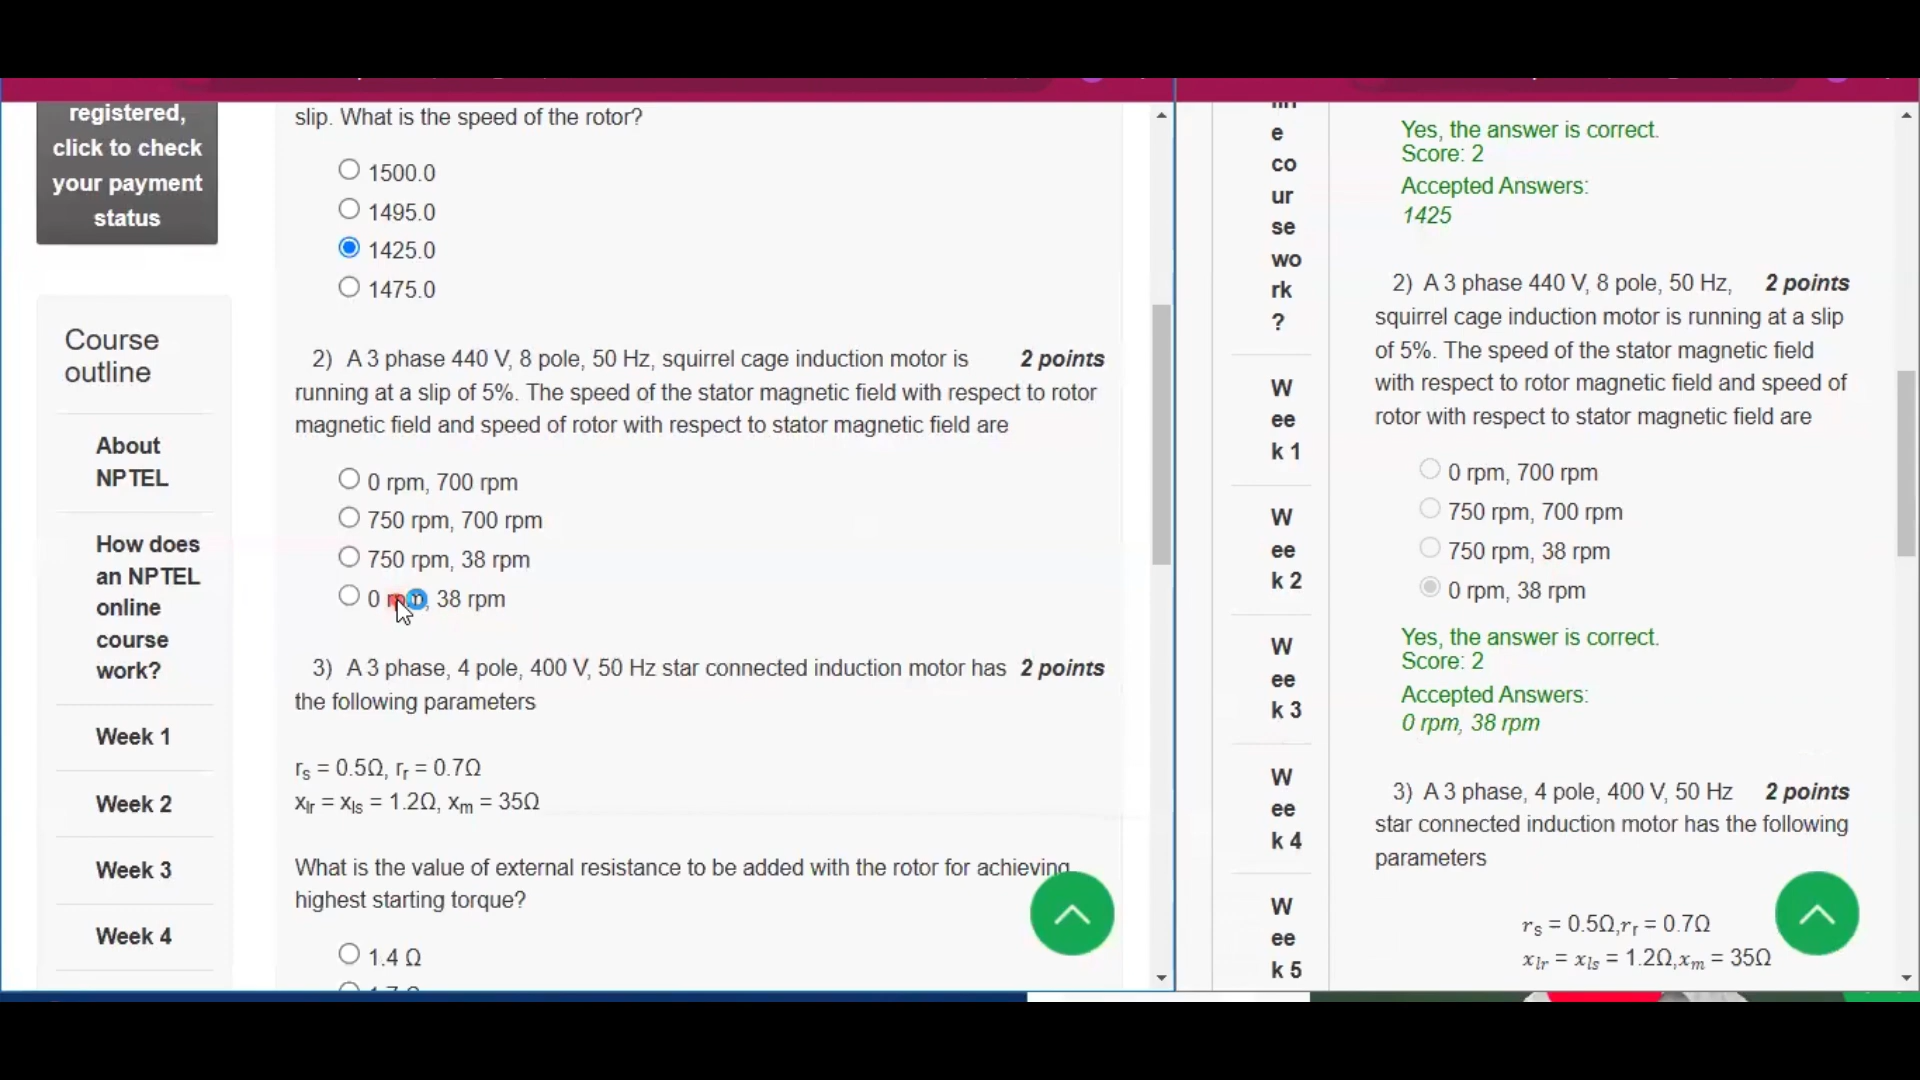 registered,
click to check
your payment
status
Course
outline
About
NPTEL
How does
an NPTEL
online
course
work?
Week 1
Week 2
Week 3
Week 4
slip. What is the speed of the rotor?
1500.0
1495.0
1425.0
1475.0
2) A 3 phase 440 V, 8 pole, 50 Hz, squirrel cage induction motor is 2 points
running at a slip of 5%. The speed of the stator magnetic field with respect to rotor
magnetic field and speed of rotor with respect to stator magnetic field are
0 rpm, 700 rpm
750 rpm, 700 rpm
750 rpm, 38 rpm
0 rpm, 38 rpm
3) A 3 phase, 4 pole, 400 V, 50 Hz star connected induction motor has 2 points
the following parameters
rs = 0.5Ω, rr = 0.7Ω
xlr = xls = 1.2Ω, xm = 35Ω
What is the value of external resistance to be added with the rotor for achieving
highest starting torque?
1.4 Ω
e
co
ur
se
wo
rk
?
W
ee
k 1
W
ee
k 2
W
ee
k 3
W
ee
k 4
W
ee
k 5
Yes, the answer is correct.
Score: 2
Accepted Answers:
1425
2) A 3 phase 440 V, 8 pole, 50 Hz, 2 points
squirrel cage induction motor is running at a slip
of 5%. The speed of the stator magnetic field
with respect to rotor magnetic field and speed of
rotor with respect to stator magnetic field are
0 rpm, 700 rpm
750 rpm, 700 rpm
750 rpm, 38 rpm
0 rpm, 38 rpm
Yes, the answer is correct.
Score: 2
Accepted Answers:
0 rpm, 38 rpm
3) A 3 phase, 4 pole, 400 V, 50 Hz 2 points
star connected induction motor has the following
parameters
rs = 0.5Ω,rr = 0.7Ω
xlr = xls = 1.2Ω,xm = 35Ω